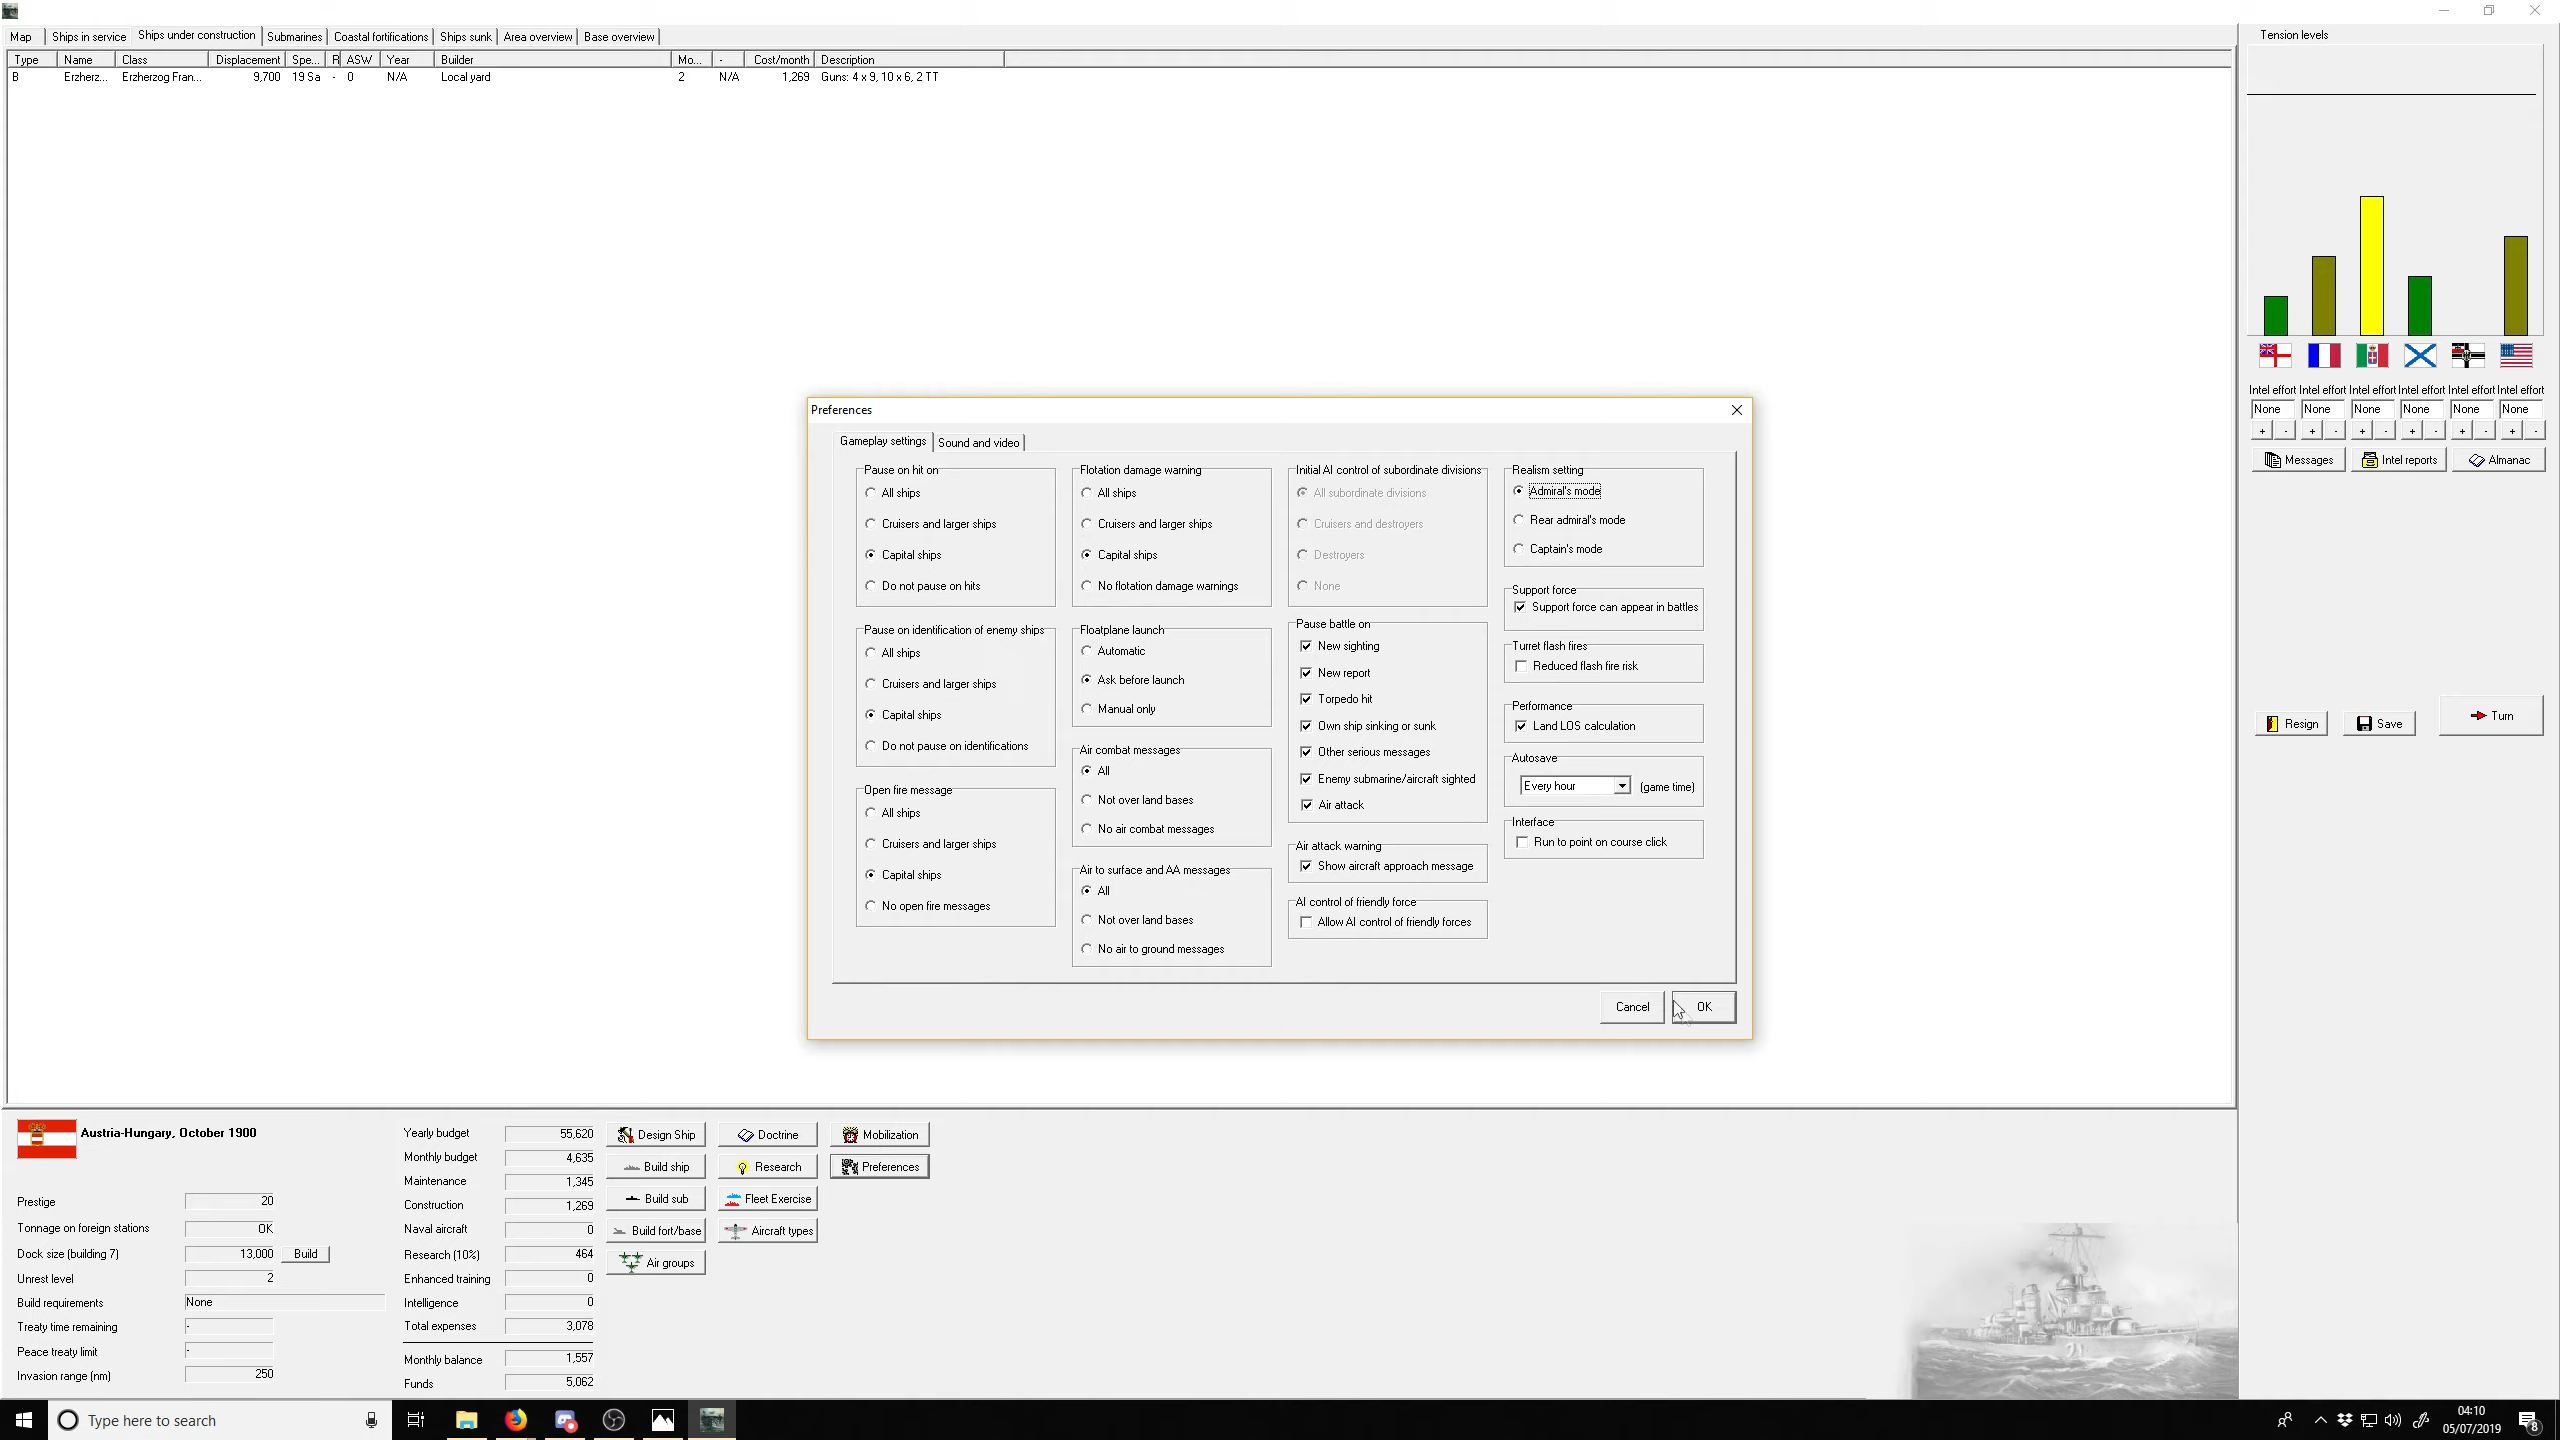 Map
Ships in service
Ships under construction
Submarines
Coastal fortifications
Ships sunk
Area overview
Base overview
Type Name Class Displacement Spe... R ASW Year Builder Mo... - Cost/month Description
B Erzherz... Erzherzog Fran... 9,700 19 Sa - 0 N/A Local yard 2 N/A 1,269 Guns: 4 x 9, 10 x 6, 2 TT
Tension levels
Intel effort Intel effort Intel effort Intel effort Intel effort Intel effort
None None None None None None
+ - + - + - + - + - + -
Messages
Intel reports
Almanac
Resign
Save
Turn
Preferences
Gameplay settings
Sound and video
Pause on hit on
All ships
Cruisers and larger ships
Capital ships
Do not pause on hits
Pause on identification of enemy ships
All ships
Cruisers and larger ships
Capital ships
Do not pause on identifications
Open fire message
All ships
Cruisers and larger ships
Capital ships
No open fire messages
Flotation damage warning
All ships
Cruisers and larger ships
Capital ships
No flotation damage warnings
Floatplane launch
Automatic
Ask before launch
Manual only
Air combat messages
All
Not over land bases
No air combat messages
Air to surface and AA messages
All
Not over land bases
No air to ground messages
Initial AI control of subordinate divisions
All subordinate divisions
Cruisers and destroyers
Destroyers
None
Pause battle on
New sighting
New report
Torpedo hit
Own ship sinking or sunk
Other serious messages
Enemy submarine/aircraft sighted
Air attack
Air attack warning
Show aircraft approach message
AI control of friendly force
Allow AI control of friendly forces
Realism setting
Admiral's mode
Rear admiral's mode
Captain's mode
Support force
Support force can appear in battles
Turret flash fires
Reduced flash fire risk
Performance
Land LOS calculation
Autosave
Every hour (game time)
Interface
Run to point on course click
Cancel
OK
Austria-Hungary, October 1900
Prestige 20
Tonnage on foreign stations OK
Dock size (building 7) 13,000 Build
Unrest level 2
Build requirements None
Treaty time remaining -
Peace treaty limit -
Invasion range (nm) 250
Yearly budget 55,620
Monthly budget 4,635
Maintenance 1,345
Construction 1,269
Naval aircraft 0
Research (10%) 464
Enhanced training 0
Intelligence 0
Total expenses 3,078
Monthly balance 1,557
Funds 5,062
Design Ship
Doctrine
Mobilization
Build ship
Research
Preferences
Build sub
Fleet Exercise
Build fort/base
Aircraft types
Air groups
Type here to search
04:10
05/07/2019
8